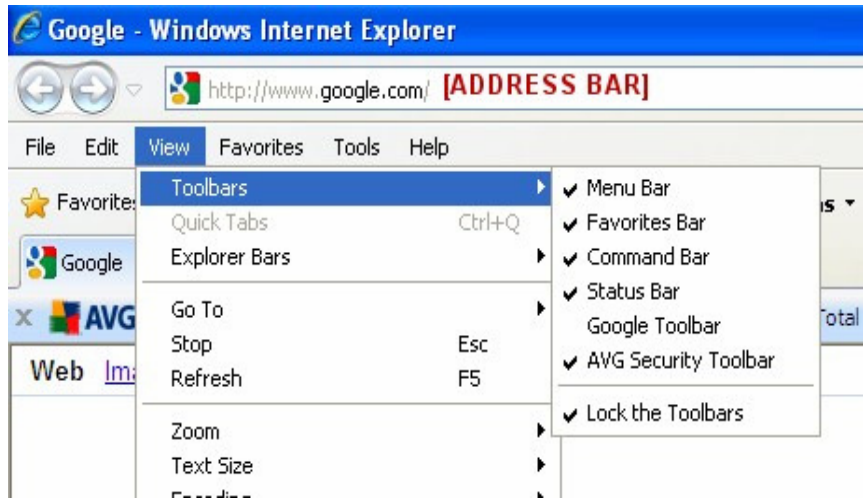 Google - Windows Internet Explorer
http://www.google.com/ [ADDRESS BAR]
File Edit View Favorites Tools Help
Favorites
Toolbars
Quick Tabs Ctrl+Q
Explorer Bars
Go To
Stop Esc
Refresh F5
Zoom
Text Size
Menu Bar
Favorites Bar
Command Bar
Status Bar
Google Toolbar
AVG Security Toolbar
Lock the Toolbars
Google
AVG
Total
Web